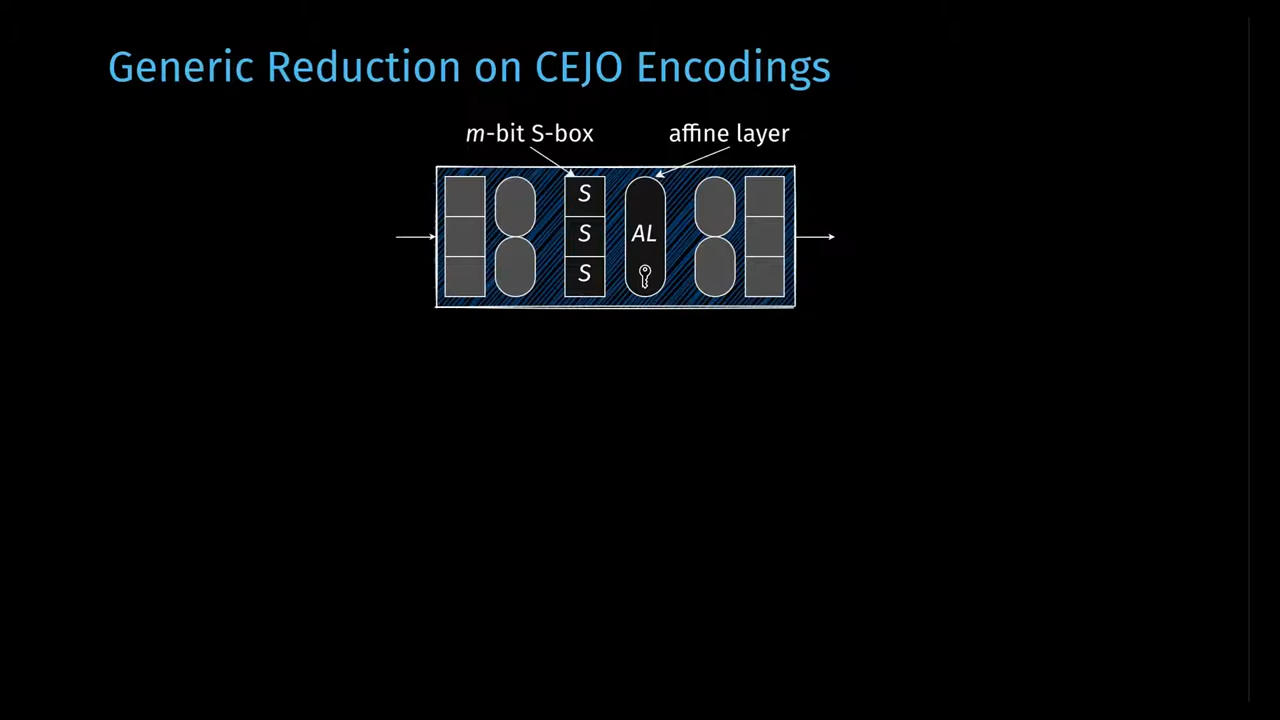 Generic Reduction on CEJO Encodings
m-bit S-box affine layer
S
S AL
S